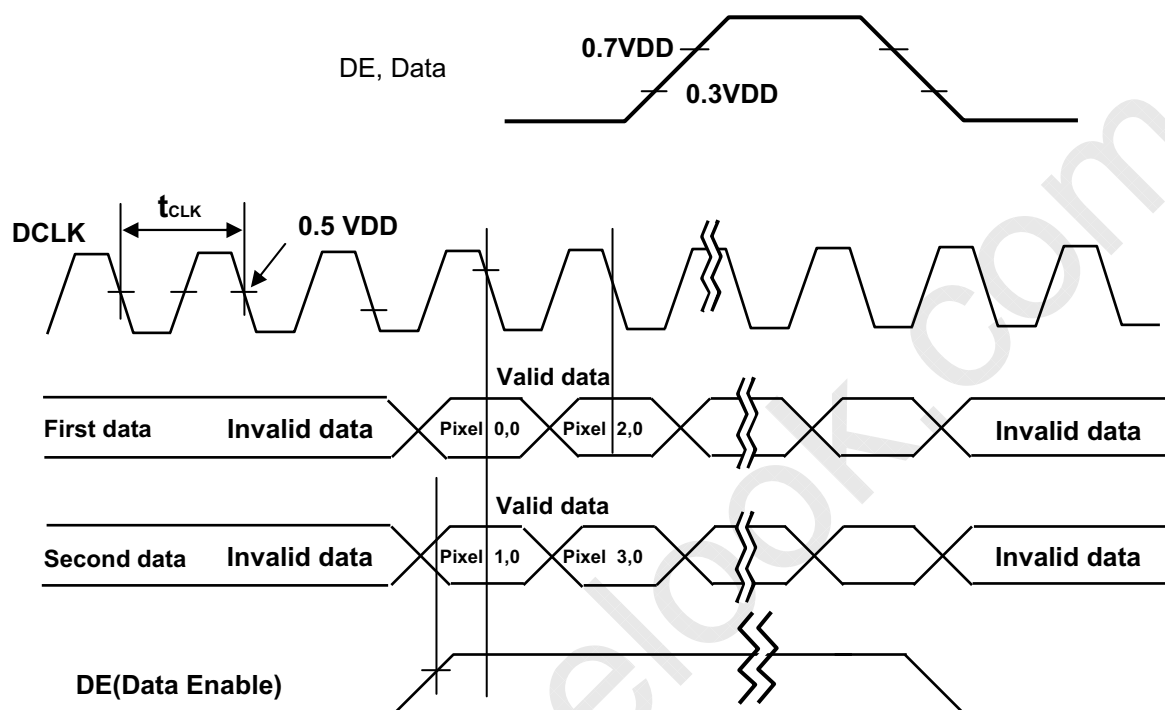 0.7VDD
DE, Data
0.3VDD
tCLK
0.5 VDD
DCLK
Valid data
First data Invalid data Pixel 0,0 Pixel 2,0 Invalid data
Valid data
Second data Invalid data Pixel 1,0 Pixel 3,0 Invalid data
DE(Data Enable)
elook.com